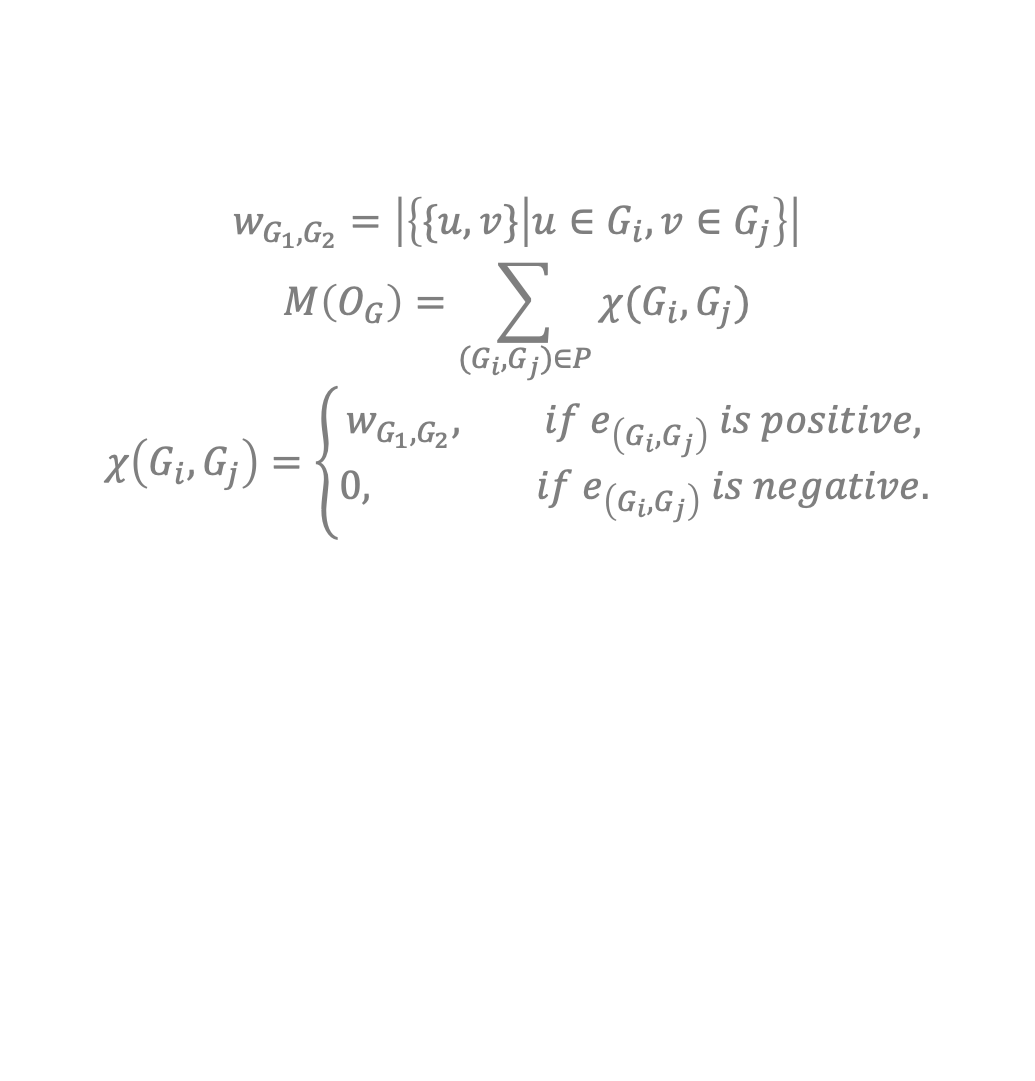 w_{G_1,G_2} = |{{u, v}|u ∈ G_i, v ∈ G_j}|
M(O_G) = ∑_{(G_i,G_j)∈P} χ(G_i, G_j)
χ(G_i, G_j) = { w_{G_1,G_2}, if e_{(G_i,G_j)} is positive,
0, if e_{(G_i,G_j)} is negative.